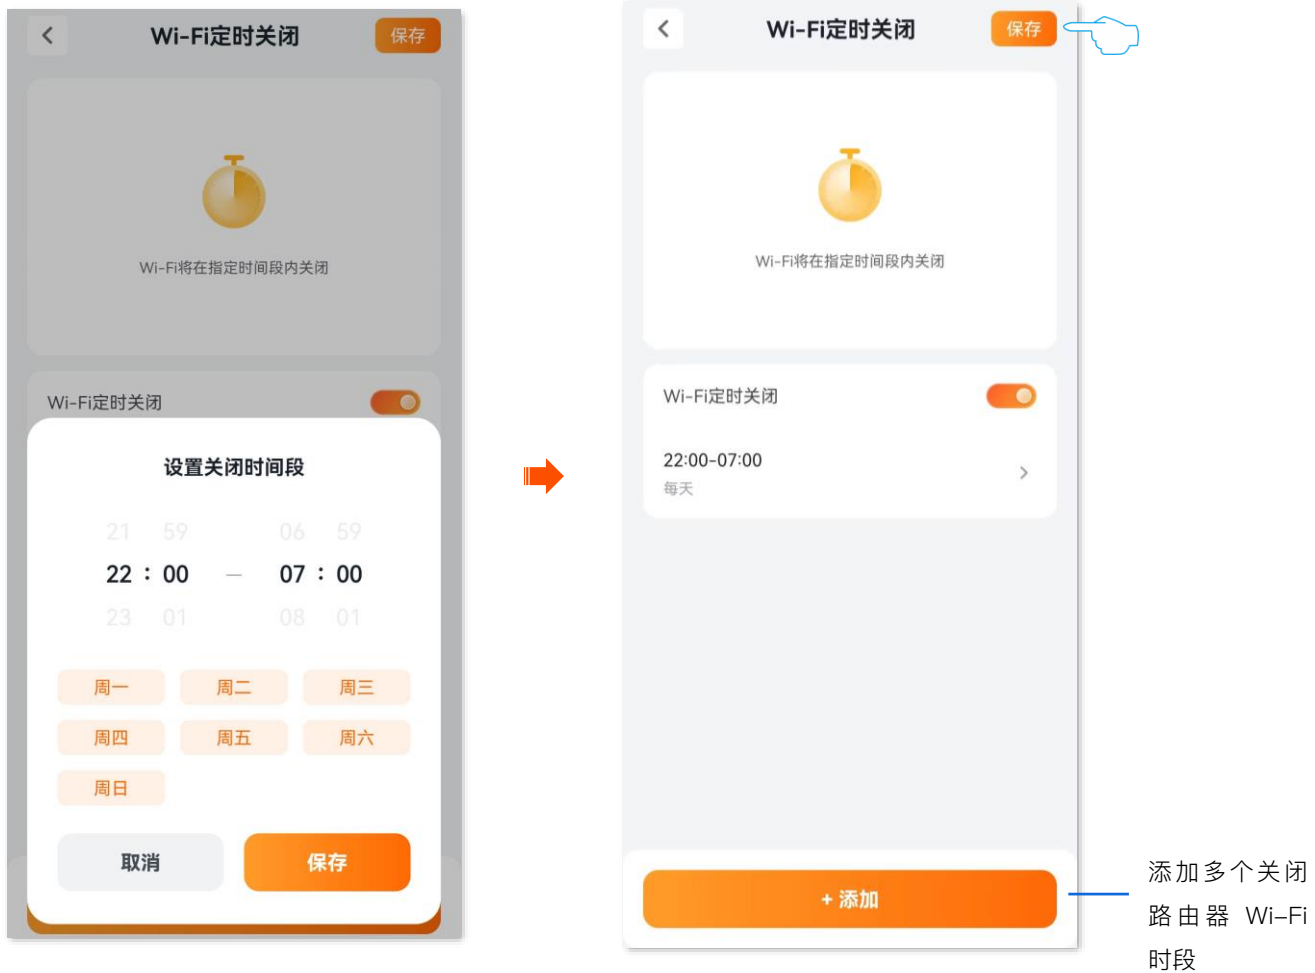 Wi-Fi定时关闭
保存
Wi-Fi将在指定时间段内关闭
Wi-Fi定时关闭
设置关闭时间段
21 59 06 59
22 : 00 — 07 : 00
23 01 08 01
周一 周二 周三
周四 周五 周六
周日
取消 保存
Wi-Fi定时关闭
保存
Wi-Fi将在指定时间段内关闭
Wi-Fi定时关闭
22:00-07:00
每天
+ 添加
添加多个关闭
路由器 Wi-Fi
时段